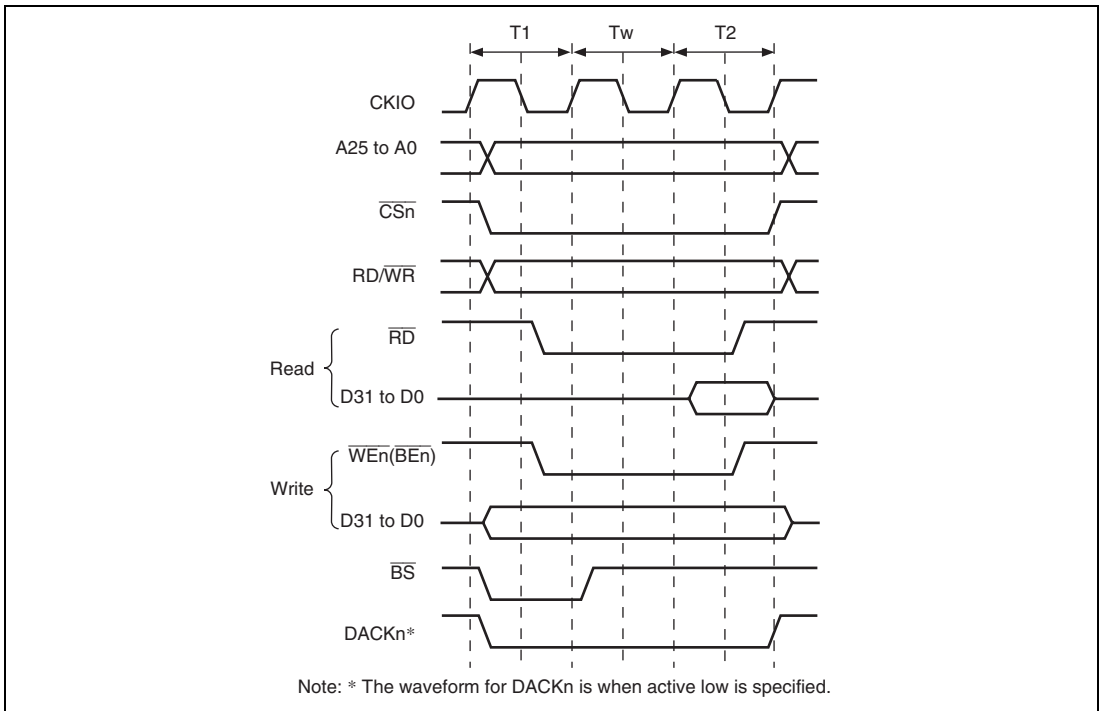 T1 Tw T2
CKIO
A25 to A0
CSn
RD/WR
RD
Read
D31 to D0
WEn(BEn)
Write
D31 to D0
BS
DACKn*
Note: * The waveform for DACKn is when active low is specified.